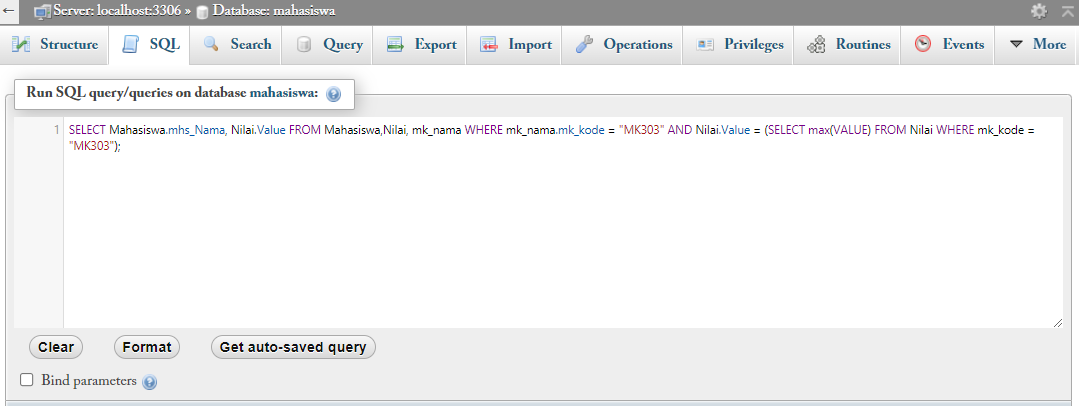 ← Server: localhost:3306 » Database: mahasiswa
Structure SQL Search Query Export Import Operations Privileges Routines Events More
Run SQL query/queries on database mahasiswa:
1 SELECT Mahasiswa.mhs_Nama, Nilai.Value FROM Mahasiswa,Nilai, mk_nama WHERE mk_nama.mk_kode = "MK303" AND Nilai.Value = (SELECT max(VALUE) FROM Nilai WHERE mk_kode =
"MK303");
Clear Format Get auto-saved query
Bind parameters